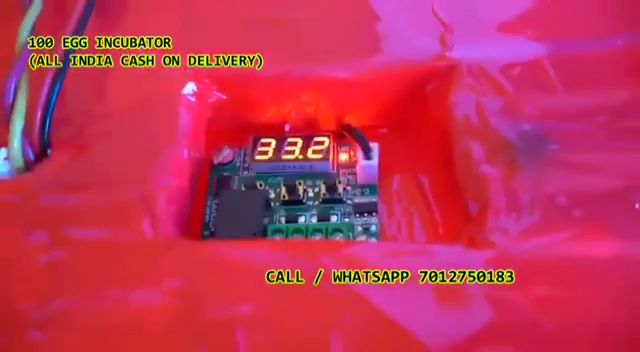 100 EGG INCUBATOR
(ALL INDIA CASH ON DELIVERY)
33.2
CALL / WHATSAPP 7012750183